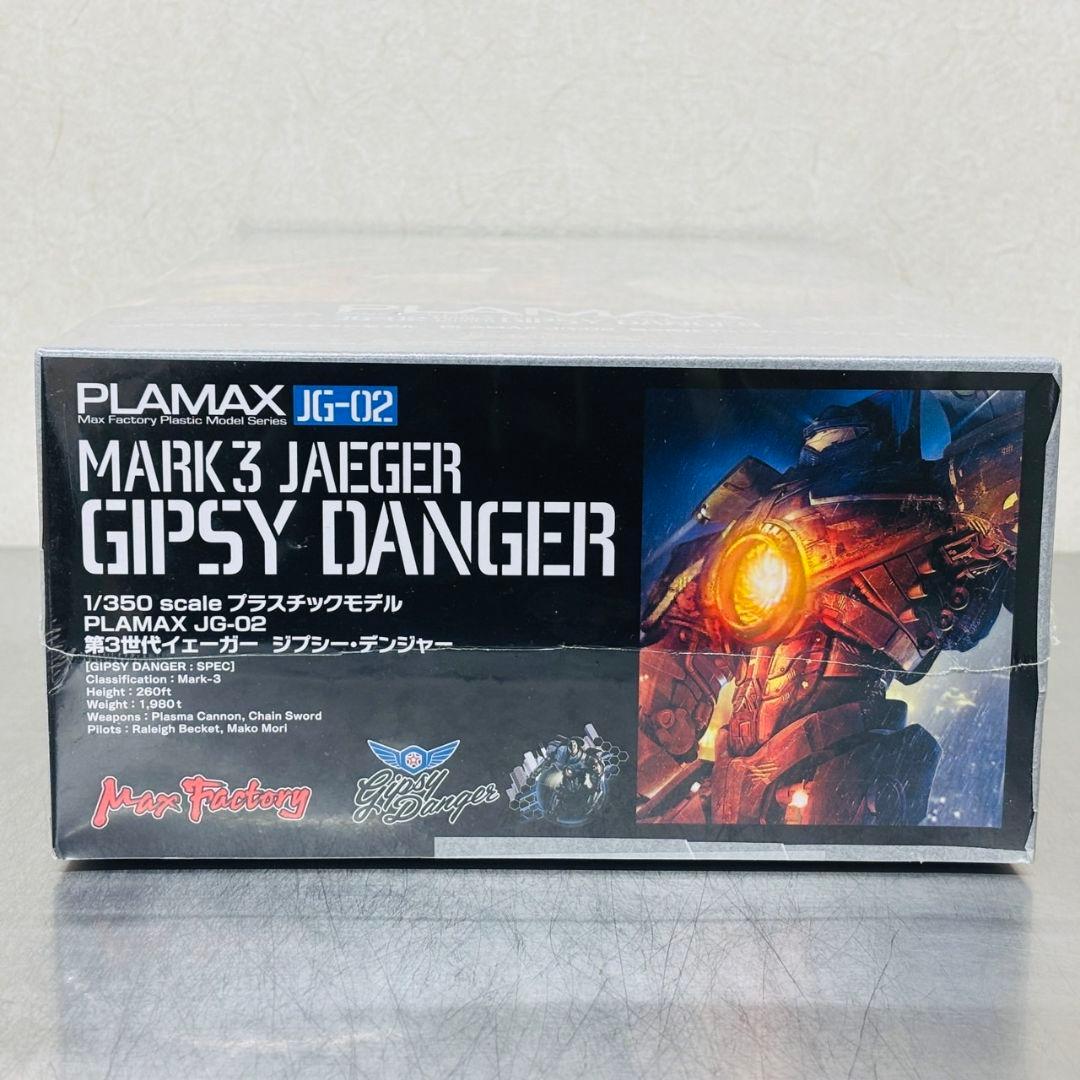 PLAMAX
PLAMAX JG-02
Max Factory Plastic Model Series
MARK3 JAEGER
GIPSY DANGER
1/350 scale プラスチックモデル
PLAMAX JG-02
第3世代イェーガー ジプシー・デンジャー
[GIPSY DANGER : SPEC]
Classification : Mark-3
Height : 260ft
Weight : 1,980t
Weapons : Plasma Cannon, Chain Sword
Pilots : Raleigh Becket, Mako Mori
Max Factory
Gipsy
Danger